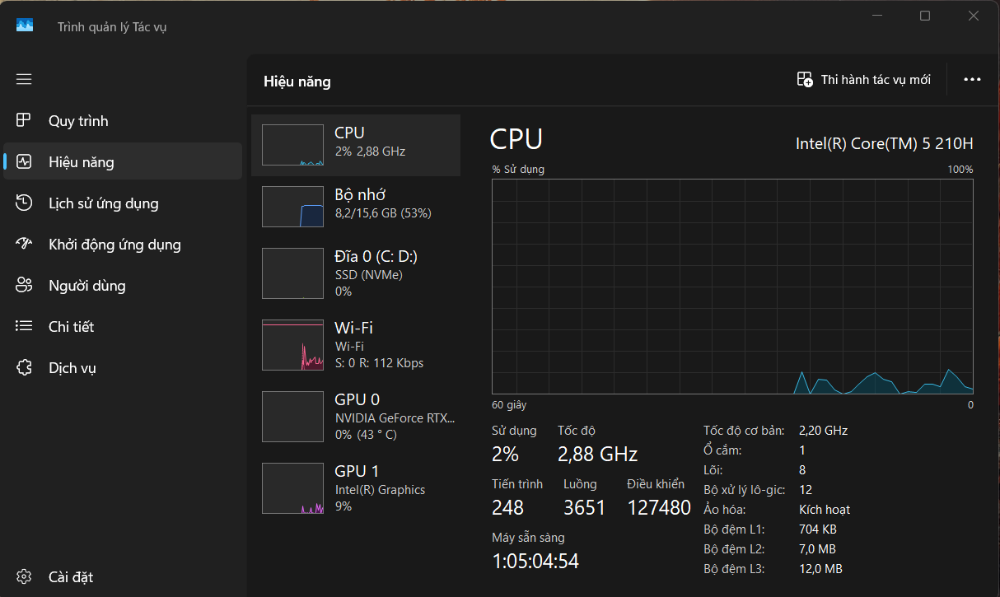 Trình quản lý Tác vụ
Quy trình
Hiệu năng
Lịch sử ứng dụng
Khởi động ứng dụng
Người dùng
Chi tiết
Dịch vụ
Cài đặt
Hiệu năng
Thi hành tác vụ mới
CPU
2% 2,88 GHz
Bộ nhớ
8,2/15,6 GB (53%)
Đĩa 0 (C: D:)
SSD (NVMe)
0%
Wi-Fi
Wi-Fi
S: 0 R: 112 Kbps
GPU 0
NVIDIA GeForce RTX...
0% (43 ° C)
GPU 1
Intel(R) Graphics
9%
CPU
Intel(R) Core(TM) 5 210H
% Sử dụng
100%
60 giây
0
Sử dụng
Tốc độ
2%
2,88 GHz
Tiến trình
Luồng
Điều khiển
248
3651
127480
Máy sẵn sàng
1:05:04:54
Tốc độ cơ bản: 2,20 GHz
Ổ cắm: 1
Lõi: 8
Bộ xử lý lô-gic: 12
Ảo hóa: Kích hoạt
Bộ đệm L1: 704 KB
Bộ đệm L2: 7,0 MB
Bộ đệm L3: 12,0 MB